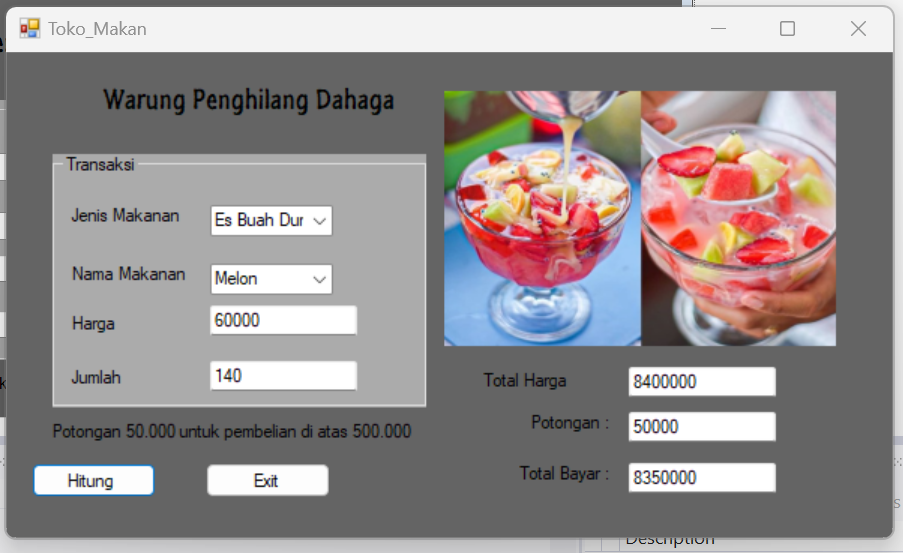 Toko_Makan
Warung Penghilang Dahaga
Transaksi
Jenis Makanan
Es Buah Dur
Nama Makanan
Melon
Harga
60000
Jumlah
140
Potongan 50.000 untuk pembelian di atas 500.000
Hitung
Exit
Total Harga
8400000
Potongan :
50000
Total Bayar :
8350000
Description